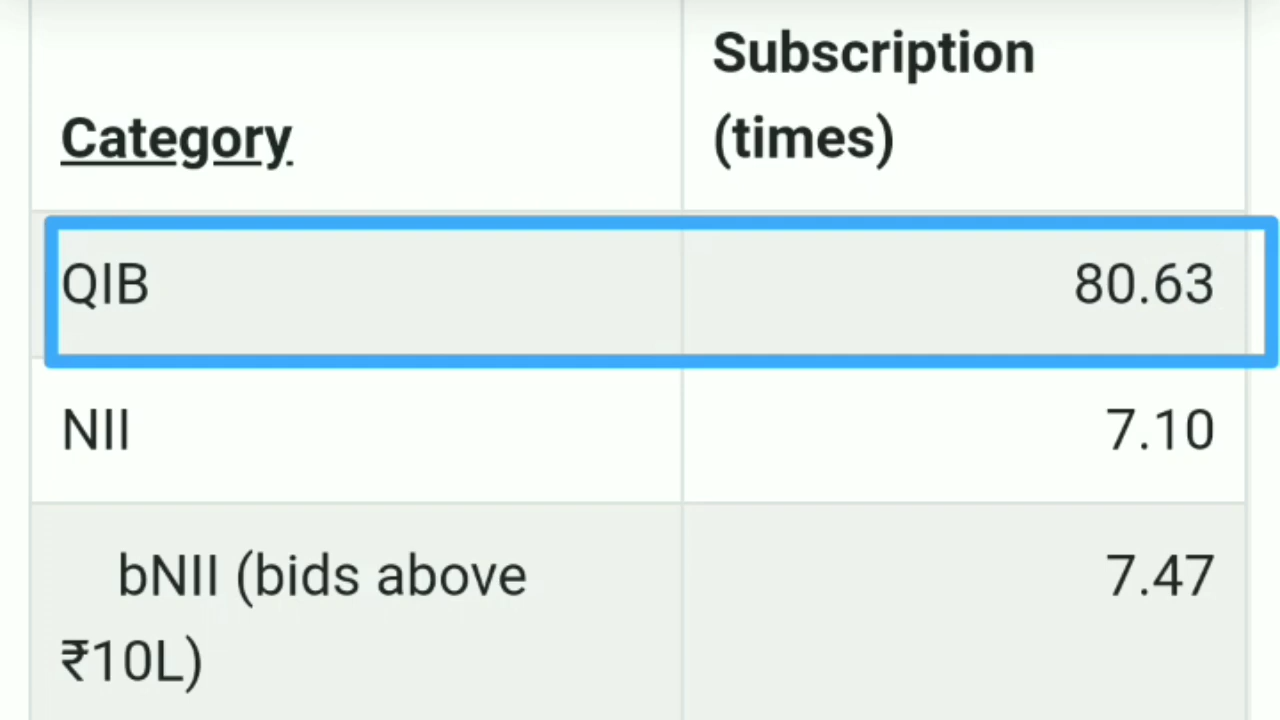 Category
Subscription
(times)
QIB
80.63
NII
7.10
bNII (bids above
₹10L)
7.47